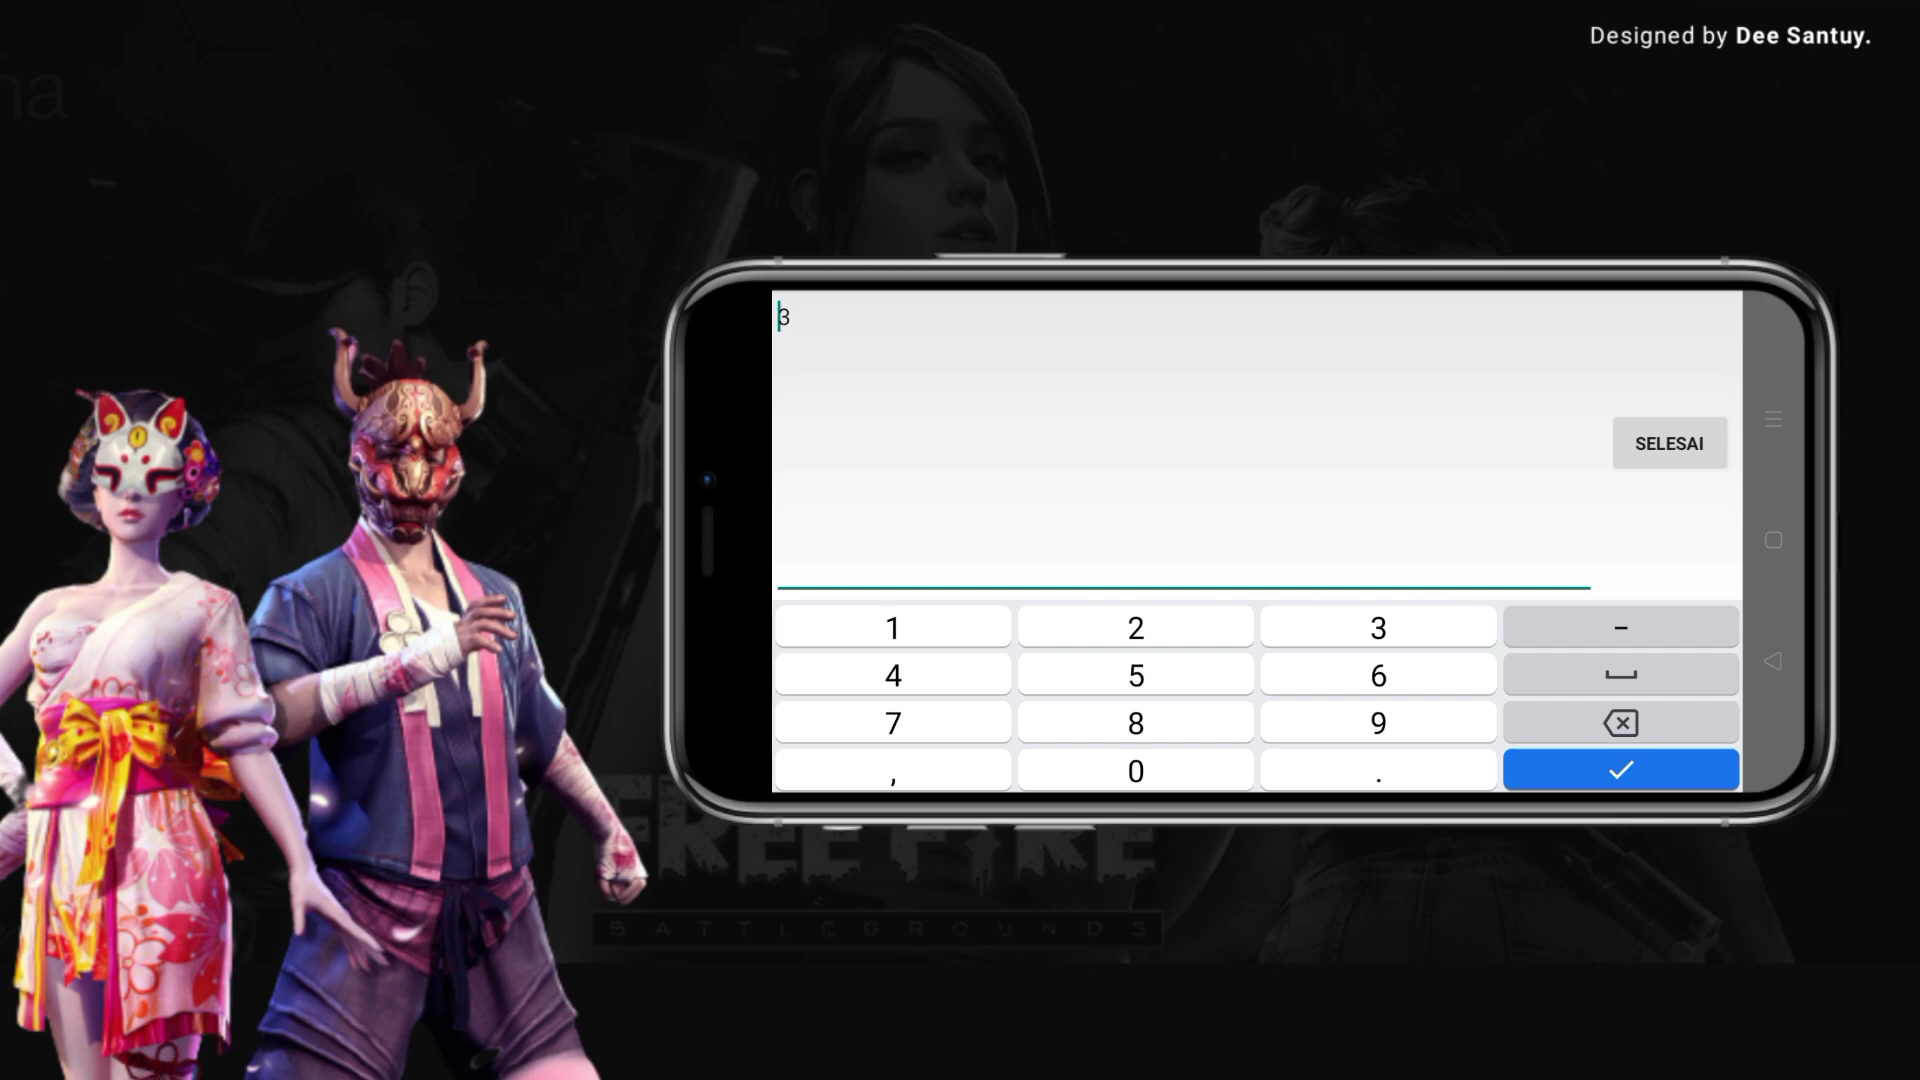 Designed by Dee Santuy.
na
3
SELESAI
1 2 3 -
4 5 6
7 8 9
, 0 .
FREE FIRE
BATTLEGROUNDS